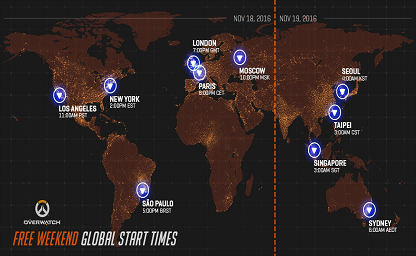 NOV 18, 2016
NOV 19, 2016
LONDON
7:00PM GMT
MOSCOW
10:00PM MSK
PARIS
8:00PM CET
SEOUL
4:00AM KST
NEW YORK
2:00PM EST
LOS ANGELES
11:00AM PST
TAIPEI
3:00AM CST
SINGAPORE
3:00AM SGT
SÃO PAULO
5:00PM BRST
SYDNEY
6:00AM AEDT
OVERWATCH
FREE WEEKEND GLOBAL START TIMES